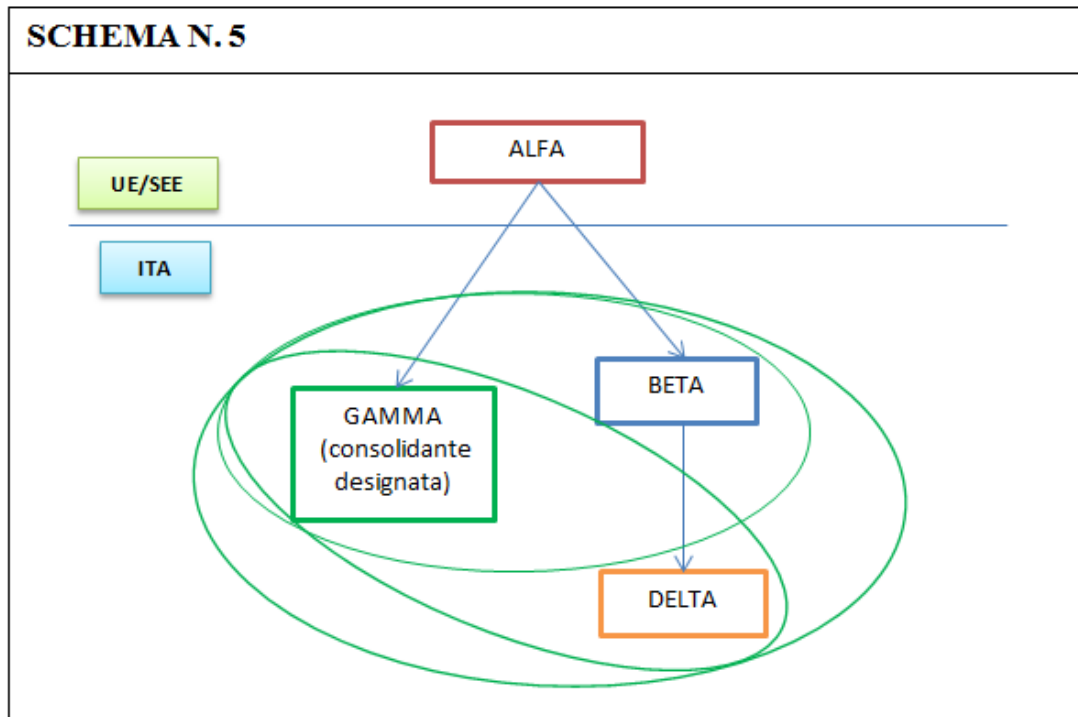 SCHEMA N. 5
ALFA
UE/SEE
ITA
BETA
GAMMA
(consolidante
designata)
DELTA